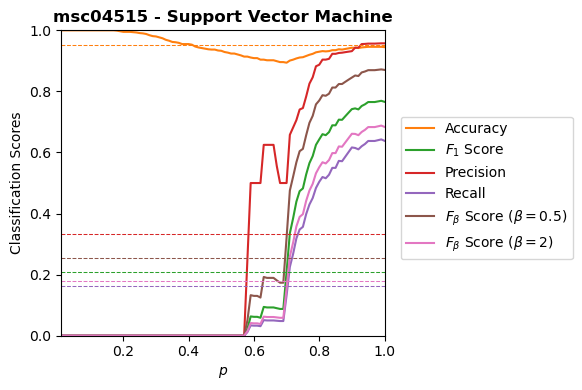 msc04515 - Support Vector Machine
Classification Scores
1.0
0.8
0.6
0.4
0.2
0.0
0.2
0.4
0.6
0.8
1.0
p
Accuracy
F₁ Score
Precision
Recall
Fᵦ Score (β = 0.5)
Fᵦ Score (β = 2)